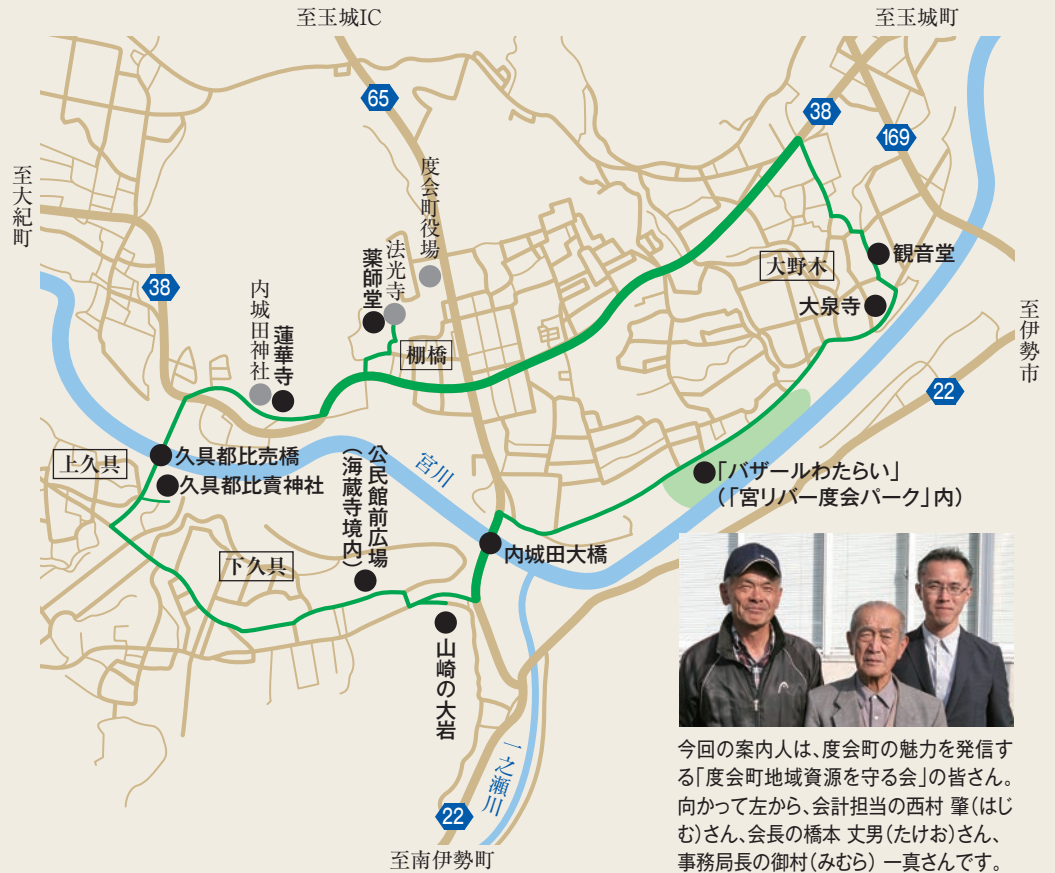 至玉城IC
至玉城町
65
38
169
至大紀町
度会町役場
法光寺
薬師堂
大野木
観音堂
大泉寺
38
内城田神社
蓮華寺
棚橋
至伊勢市
22
上久具
久具都比売橋
久具都比賣神社
公民館前広場
(海蔵寺境内)
宮川
「バザールわたらい」
(「宮リバー度会パーク」内)
下久具
内城田大橋
山崎の大岩
一之瀬川
22
至南伊勢町
今回の案内人は、度会町の魅力を発信す
る「度会町地域資源を守る会」の皆さん。
向かって左から、会計担当の西村 肇(はじ
む)さん、会長の橋本 丈男(たけお)さん、
事務局長の御村(みむら) 一真さんです。